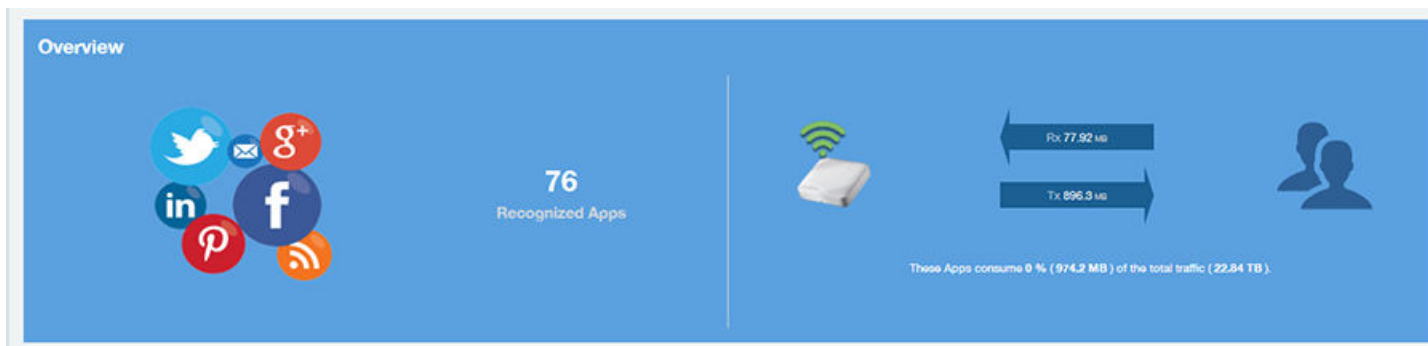 Overview
g+
in
f
76
Recognized Apps
Rx 77.92 MB
Tx 896.3 MB
These Apps consume 0 % ( 974.2 MB ) of the total traffic ( 22.84 TB ).